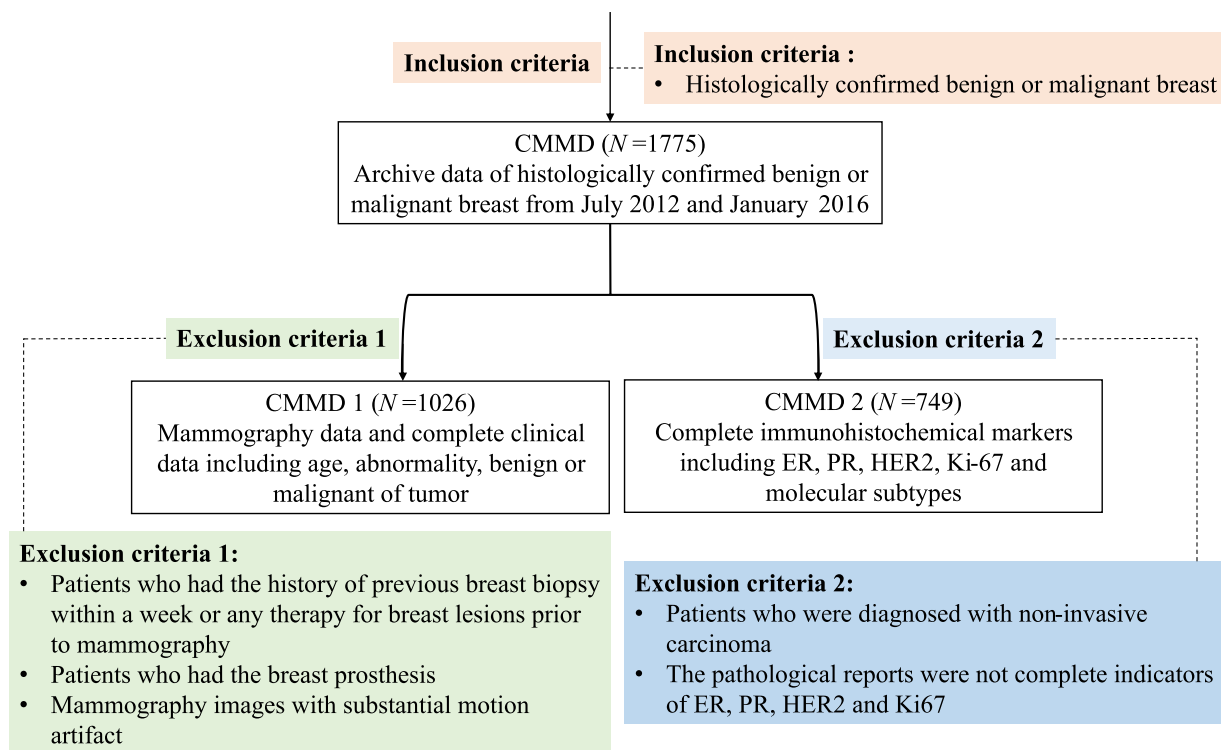 Inclusion criteria
Inclusion criteria :
• Histologically confirmed benign or malignant breast
CMMD (N =1775)
Archive data of histologically confirmed benign or
malignant breast from July 2012 and January 2016
Exclusion criteria 1
Exclusion criteria 2
CMMD 1 (N =1026)
Mammography data and complete clinical
data including age, abnormality, benign or
malignant of tumor
CMMD 2 (N =749)
Complete immunohistochemical markers
including ER, PR, HER2, Ki-67 and
molecular subtypes
Exclusion criteria 1:
• Patients who had the history of previous breast biopsy
within a week or any therapy for breast lesions prior
to mammography
• Patients who had the breast prosthesis
• Mammography images with substantial motion
artifact
Exclusion criteria 2:
• Patients who were diagnosed with non-invasive
carcinoma
• The pathological reports were not complete indicators
of ER, PR, HER2 and Ki67